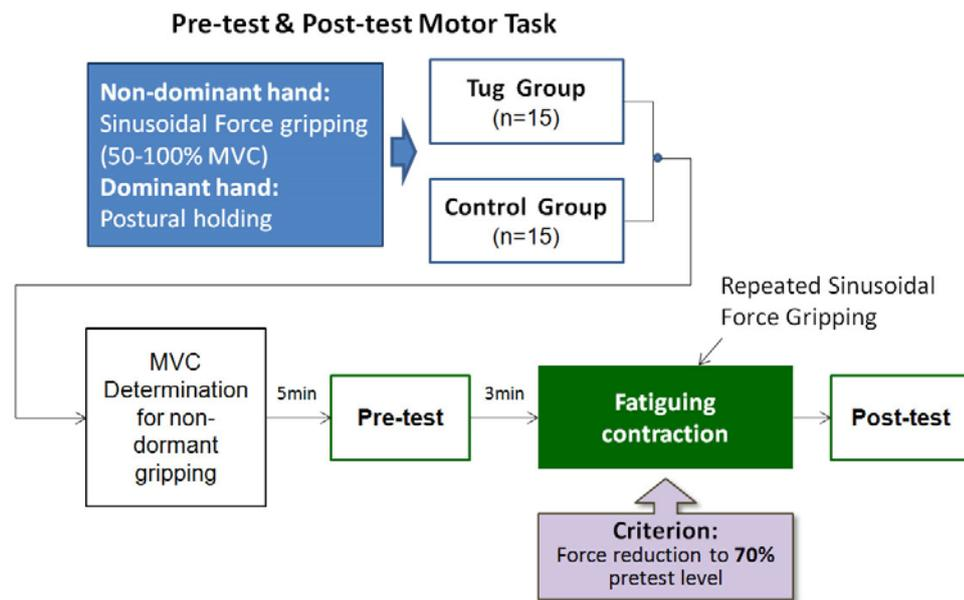 Pre-test & Post-test Motor Task
Non-dominant hand:
Sinusoidal Force gripping
(50-100% MVC)
Dominant hand:
Postural holding
Tug Group
(n=15)
Control Group
(n=15)
Repeated Sinusoidal
Force Gripping
MVC
Determination
for non-
dormant
gripping
5min
Pre-test
3min
Fatiguing
contraction
Post-test
Criterion:
Force reduction to 70%
pretest level